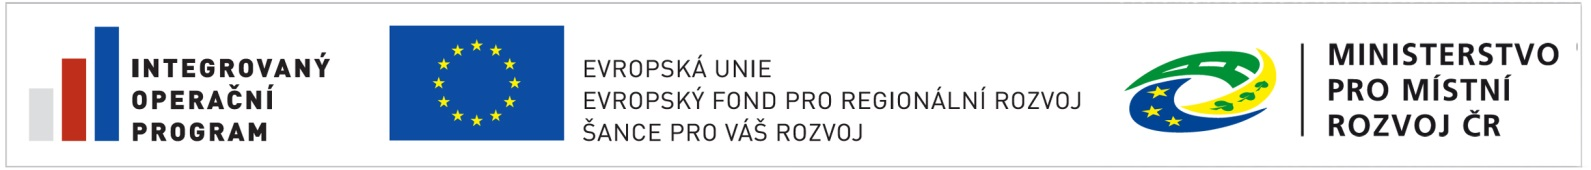 INTEGROVANÝ
OPERAČNÍ
PROGRAM
EVROPSKÁ UNIE
EVROPSKÝ FOND PRO REGIONÁLNÍ ROZVOJ
ŠANCE PRO VÁŠ ROZVOJ
MINISTERSTVO
PRO MÍSTNÍ
ROZVOJ ČR